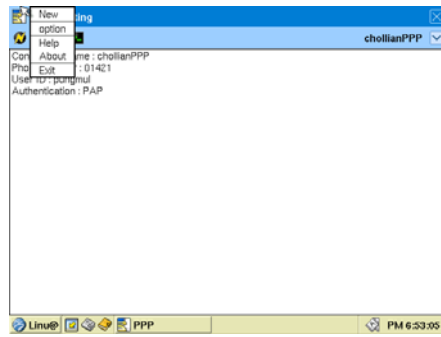 New
option
Help
About
Exit
ting
chollianPPP
Con me : chollianPPP
Pho : 01421
User ID : pungmul
Authentication : PAP
Linu@ PPP PM 6:53:05